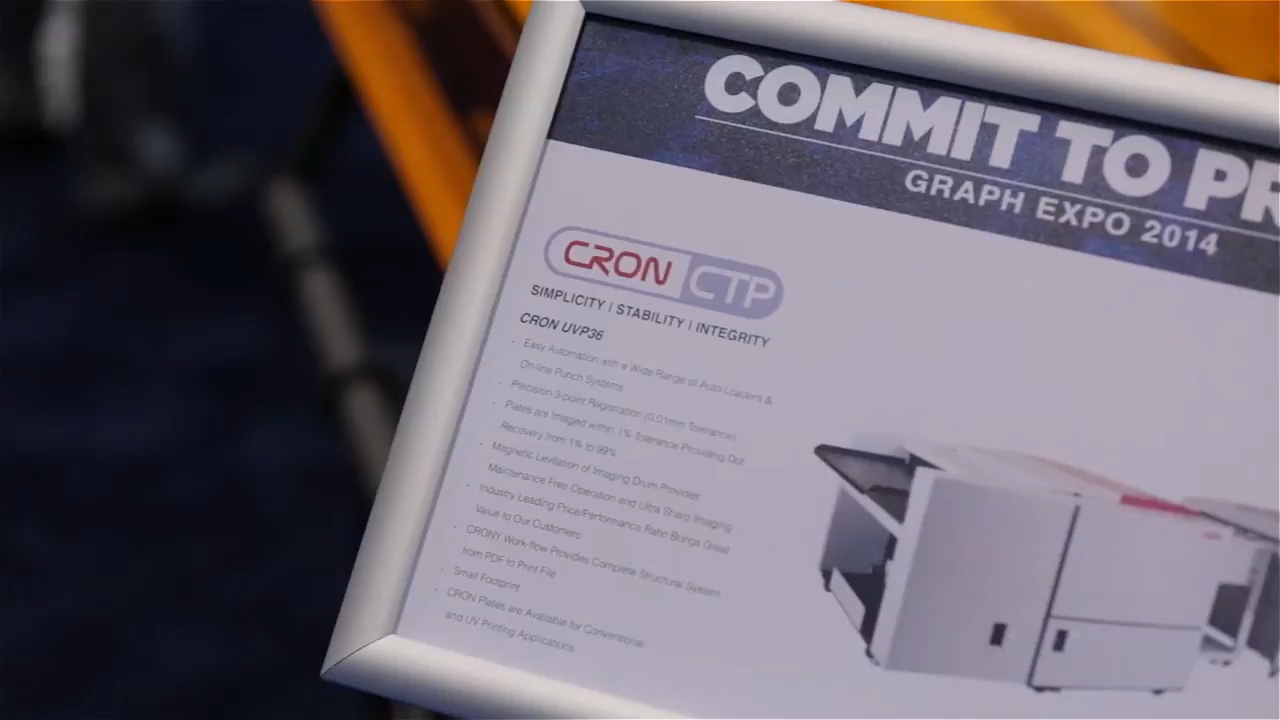 COMMIT TO PR
GRAPH EXPO 2014
CRON CTP
SIMPLICITY | STABILITY | INTEGRITY
CRON UVP36
· Easy Automation with a Wide Range of Auto-Loaders &
On-line Punch Systems
· Precision 3-point Registration (0.01mm Tolerance)
· Plates are Imaged within 1% Tolerance Providing Dot
Recovery from 1% to 99%
· Magnetic Levitation of Imaging Drum Provides
Maintenance Free Operation and Ultra Sharp Imaging
· Industry Leading Price/Performance Ratio Brings Great
Value to Our Customers
· CRONY Work-flow Provides Complete Structural System
from PDF to Print File
· Small Footprint
· CRON Plates are Available for Conventional
and UV Printing Applications